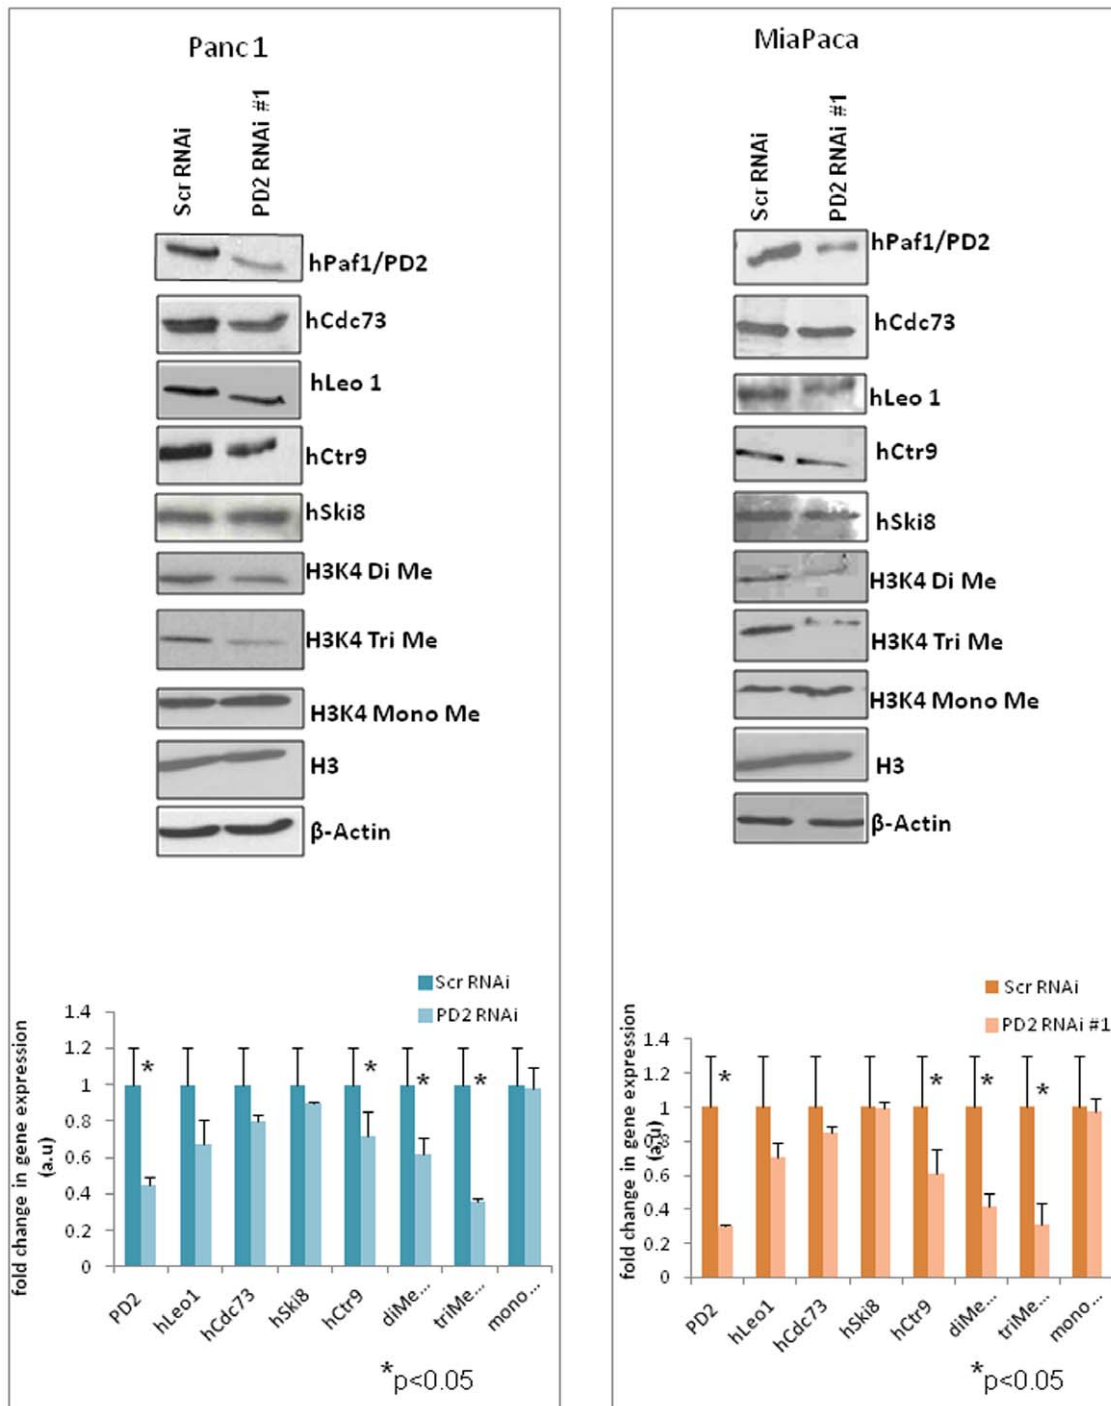 Panc 1
Scr RNAi
PD2 RNAi #1
hPaf1/PD2
hCdc73
hLeo 1
hCtr9
hSki8
H3K4 Di Me
H3K4 Tri Me
H3K4 Mono Me
H3
β-Actin
Scr RNAi
PD2 RNAi
fold change in gene expression
(a.u)
1.4
1.2
1
0.8
0.6
0.4
0.2
0
*
*
*
*
PD2
hLeo1
hCdc73
hSki8
hCtr9
diMe...
triMe...
mono...
*p<0.05
MiaPaca
Scr RNAi
PD2 RNAi #1
hPaf1/PD2
hCdc73
hLeo 1
hCtr9
hSki8
H3K4 Di Me
H3K4 Tri Me
H3K4 Mono Me
H3
β-Actin
Scr RNAi
PD2 RNAi #1
fold change in gene expression
(a.u)
1.4
1.2
1
0.8
0.6
0.4
0.2
0
*
*
*
*
PD2
hLeo1
hCdc73
hSki8
hCtr9
diMe...
triMe...
mono...
*p<0.05